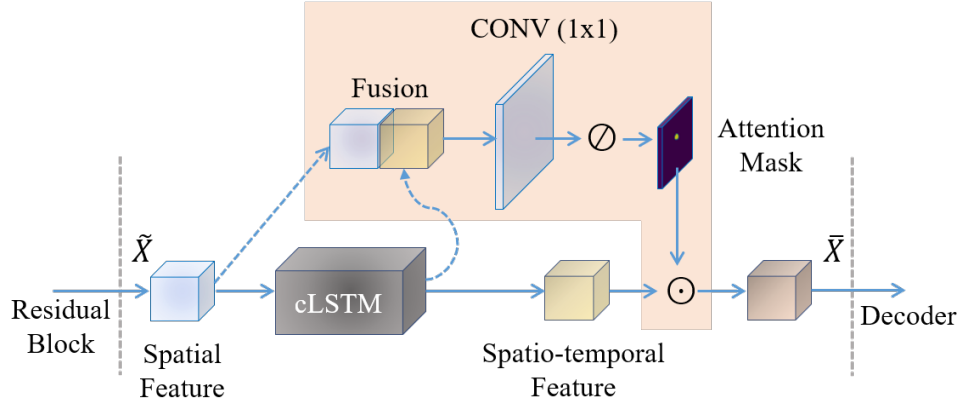 CONV (1x1)
Fusion
Attention
Mask
X̃
X̄
cLSTM
Residual
Block
Decoder
Spatial
Feature
Spatio-temporal
Feature